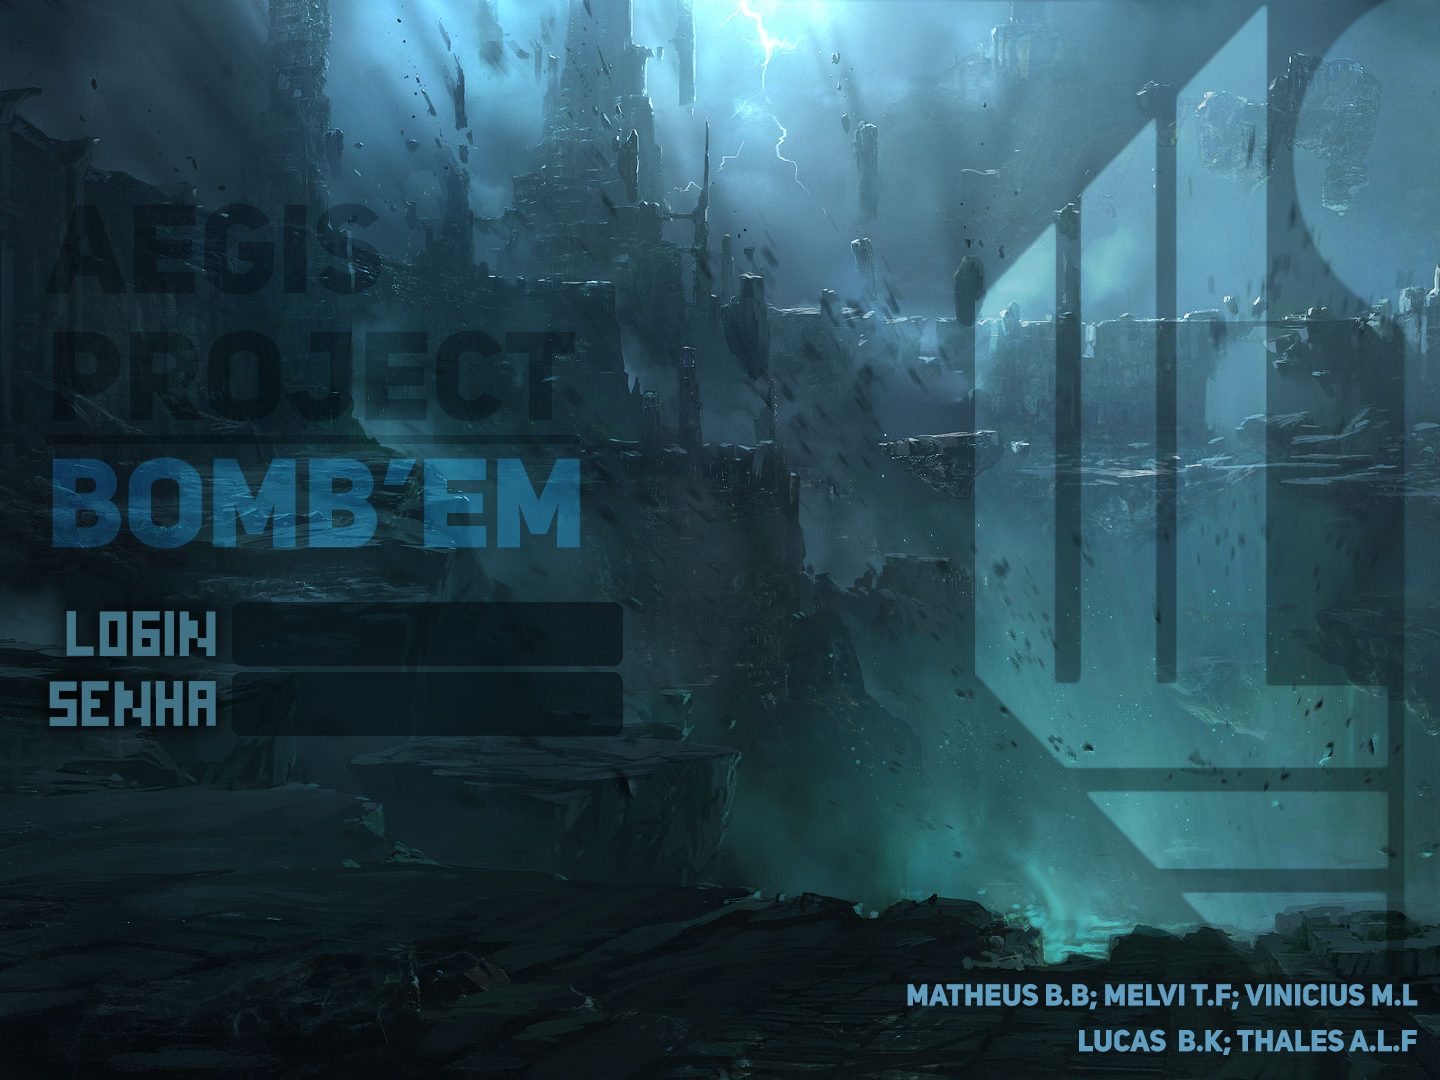 AEGIS
PROJECT
BOMB'EM
LOGIN
SENHA
MATHEUS B.B; MELVI T.F; VINICIUS M.L
LUCAS B.K; THALES A.L.F